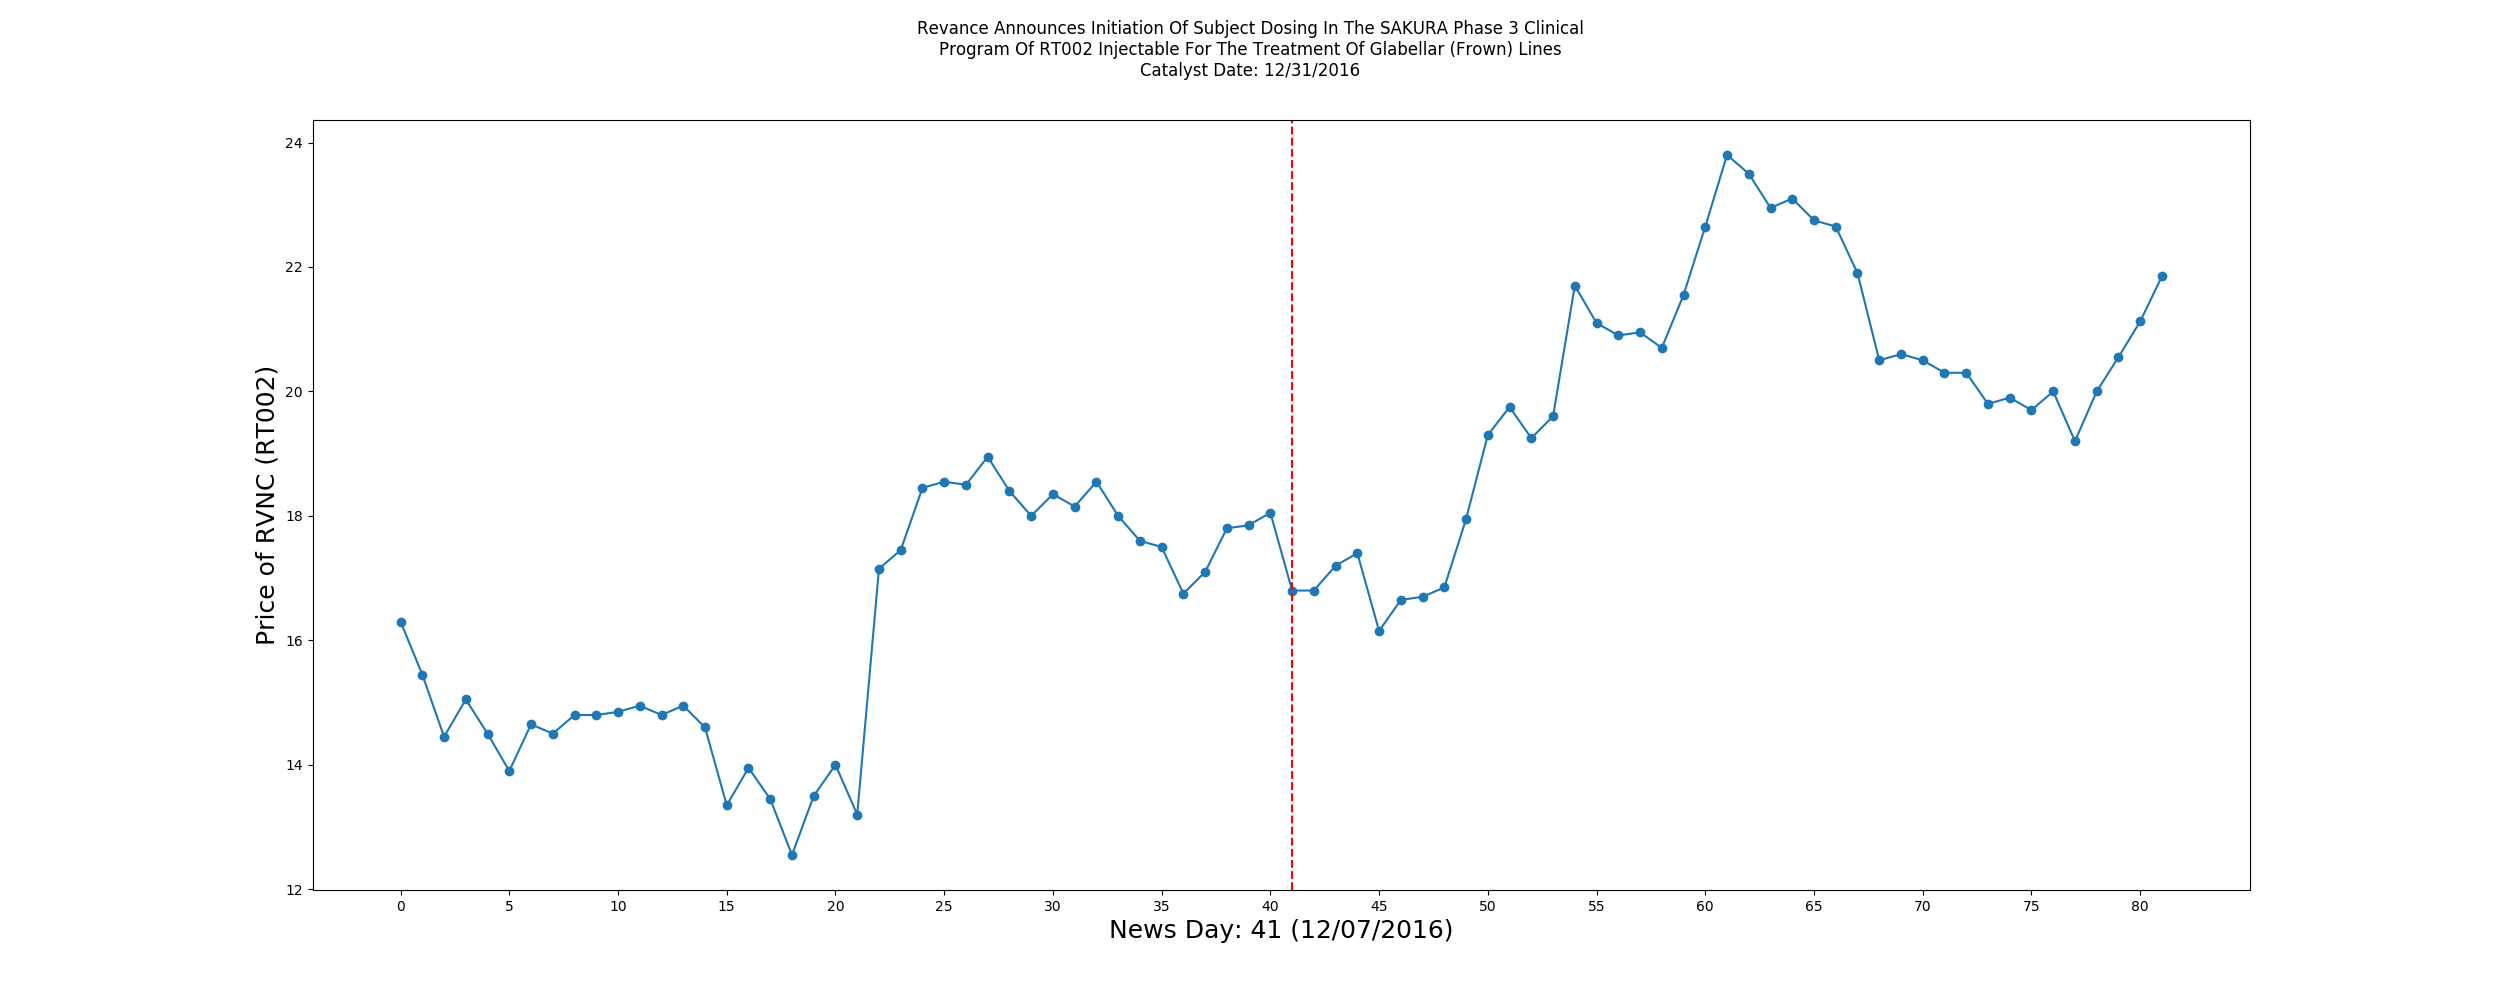 Revance Announces Initiation Of Subject Dosing In The SAKURA Phase 3 Clinical
Program Of RT002 Injectable For The Treatment Of Glabellar (Frown) Lines
Catalyst Date: 12/31/2016
24
22
20
18
16
14
12
Price of RVNC (RT002)
0 5 10 15 20 25 30 35 40 45 50 55 60 65 70 75 80
News Day: 41 (12/07/2016)